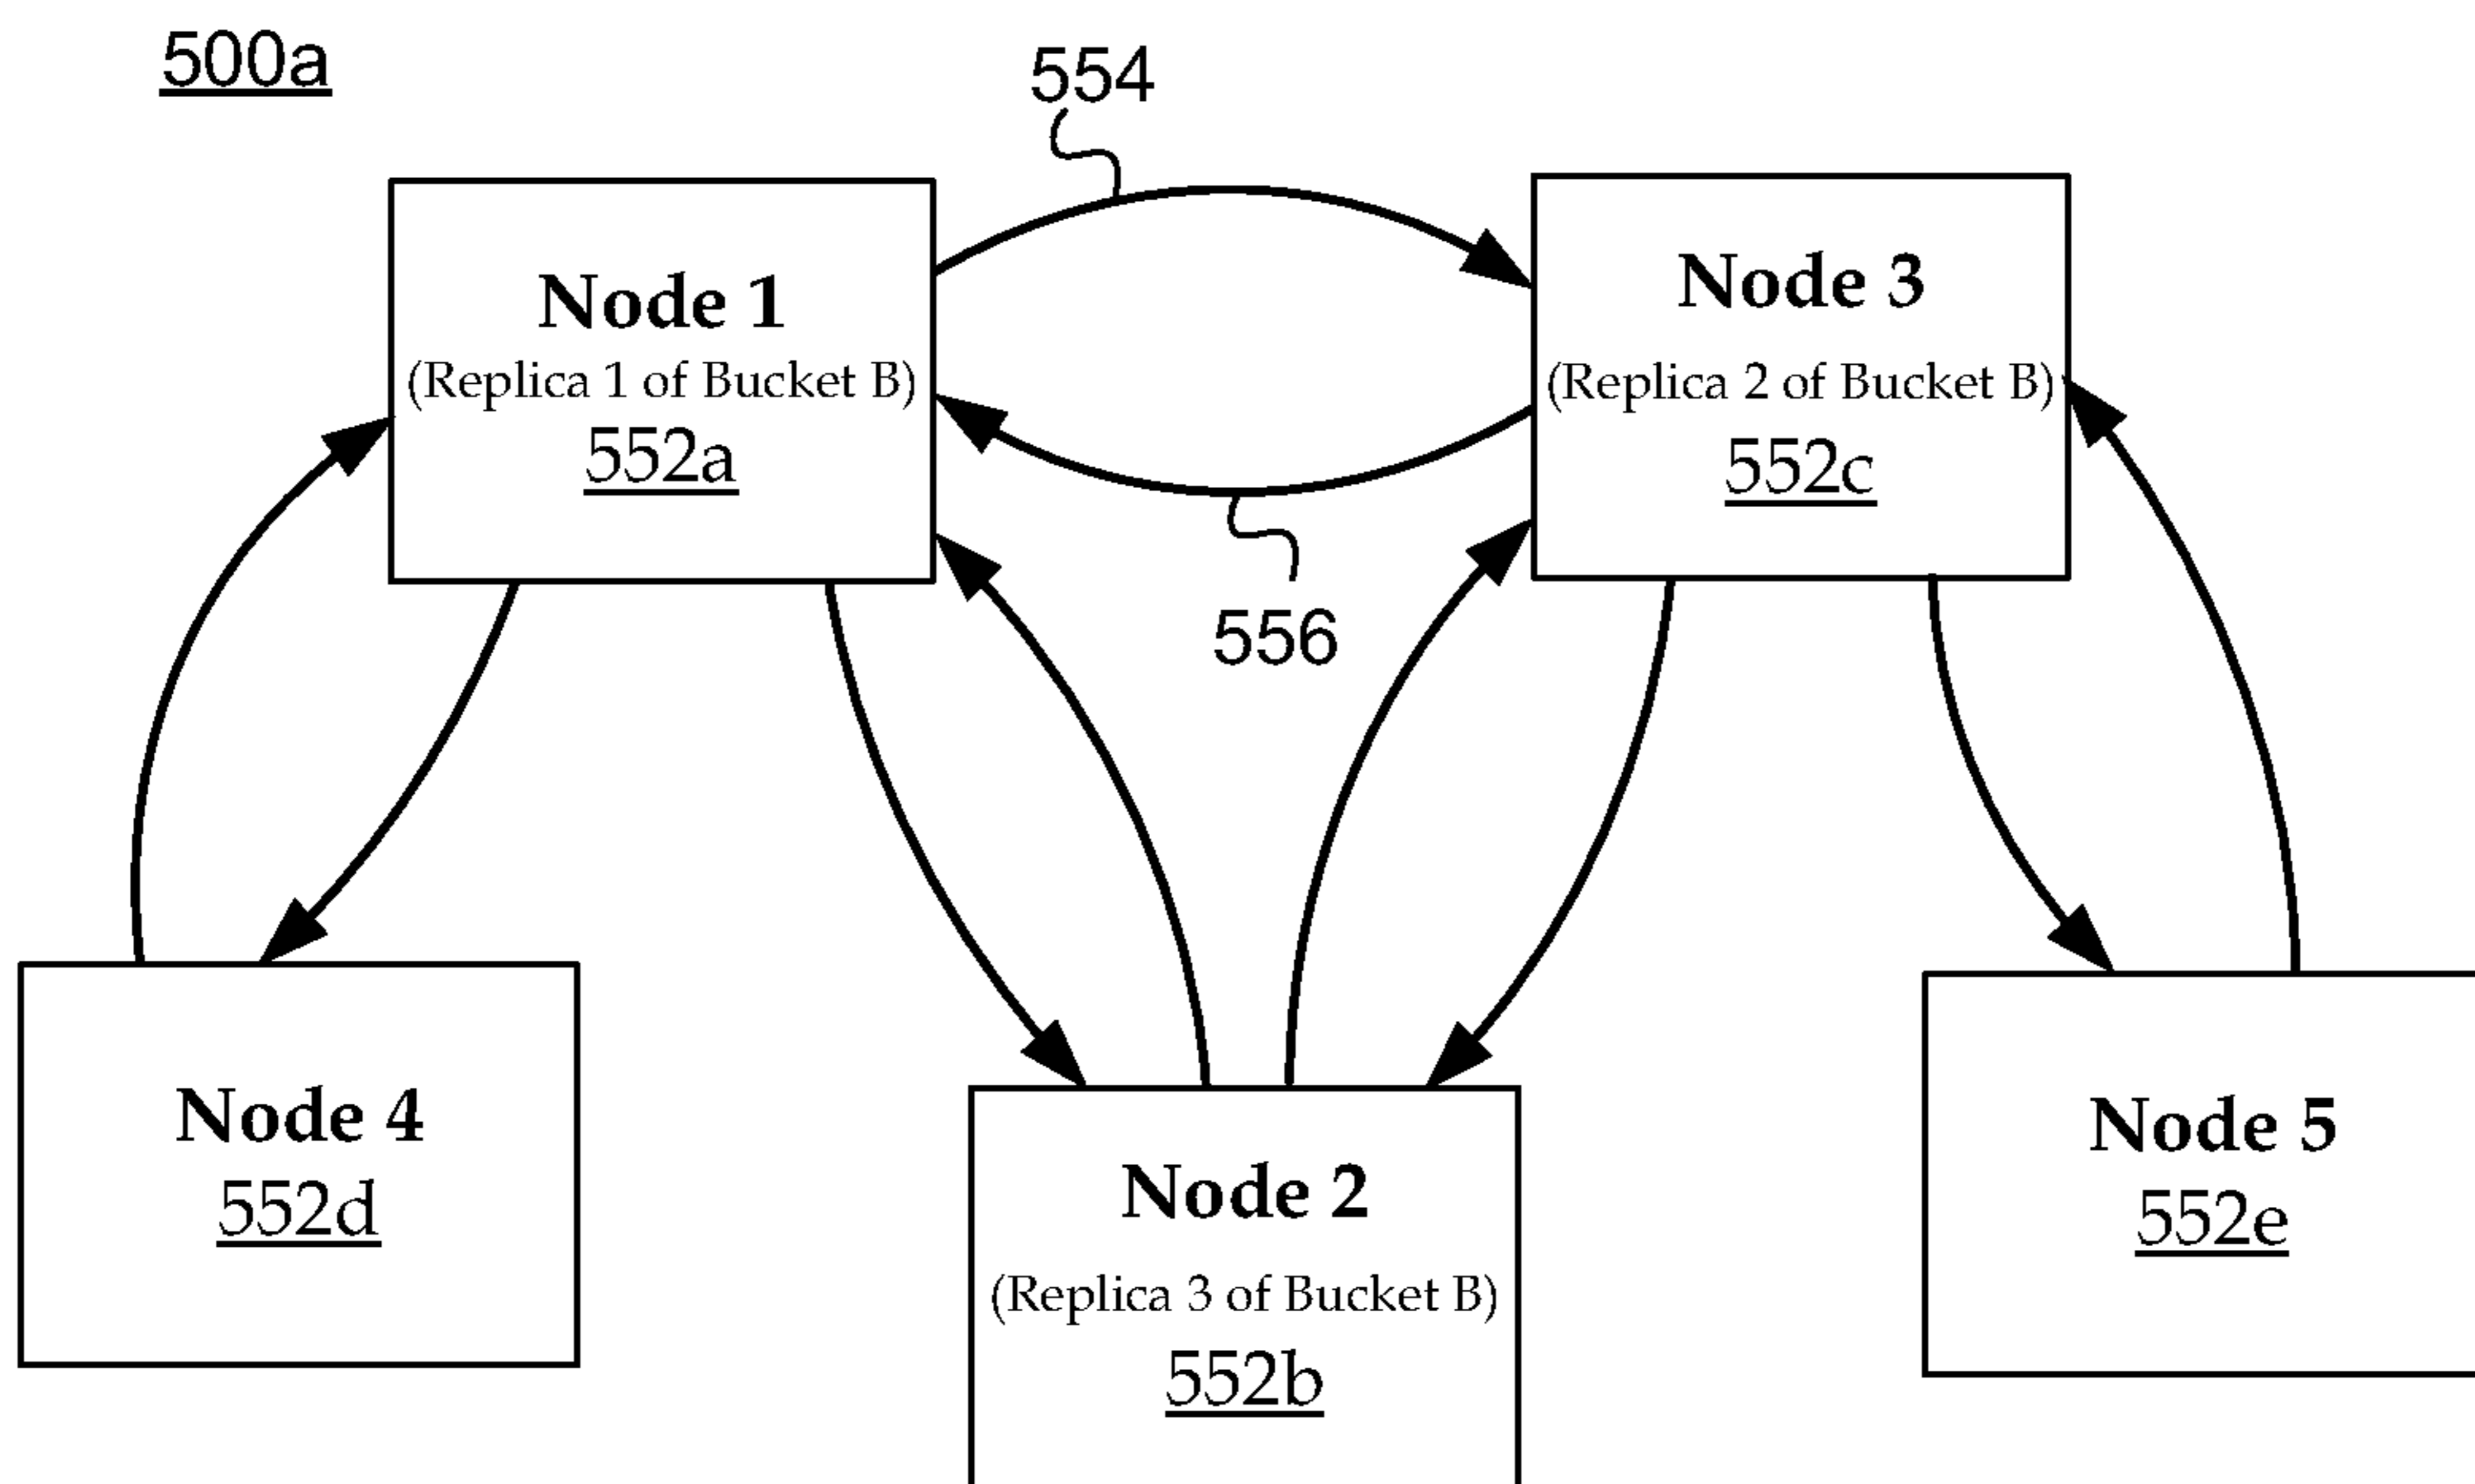 500a
554
Node 1
(Replica 1 of Bucket B)
552a
Node 3
(Replica 2 of Bucket B)
552c
556
Node 4
552d
Node 2
(Replica 3 of Bucket B)
552b
Node 5
552e